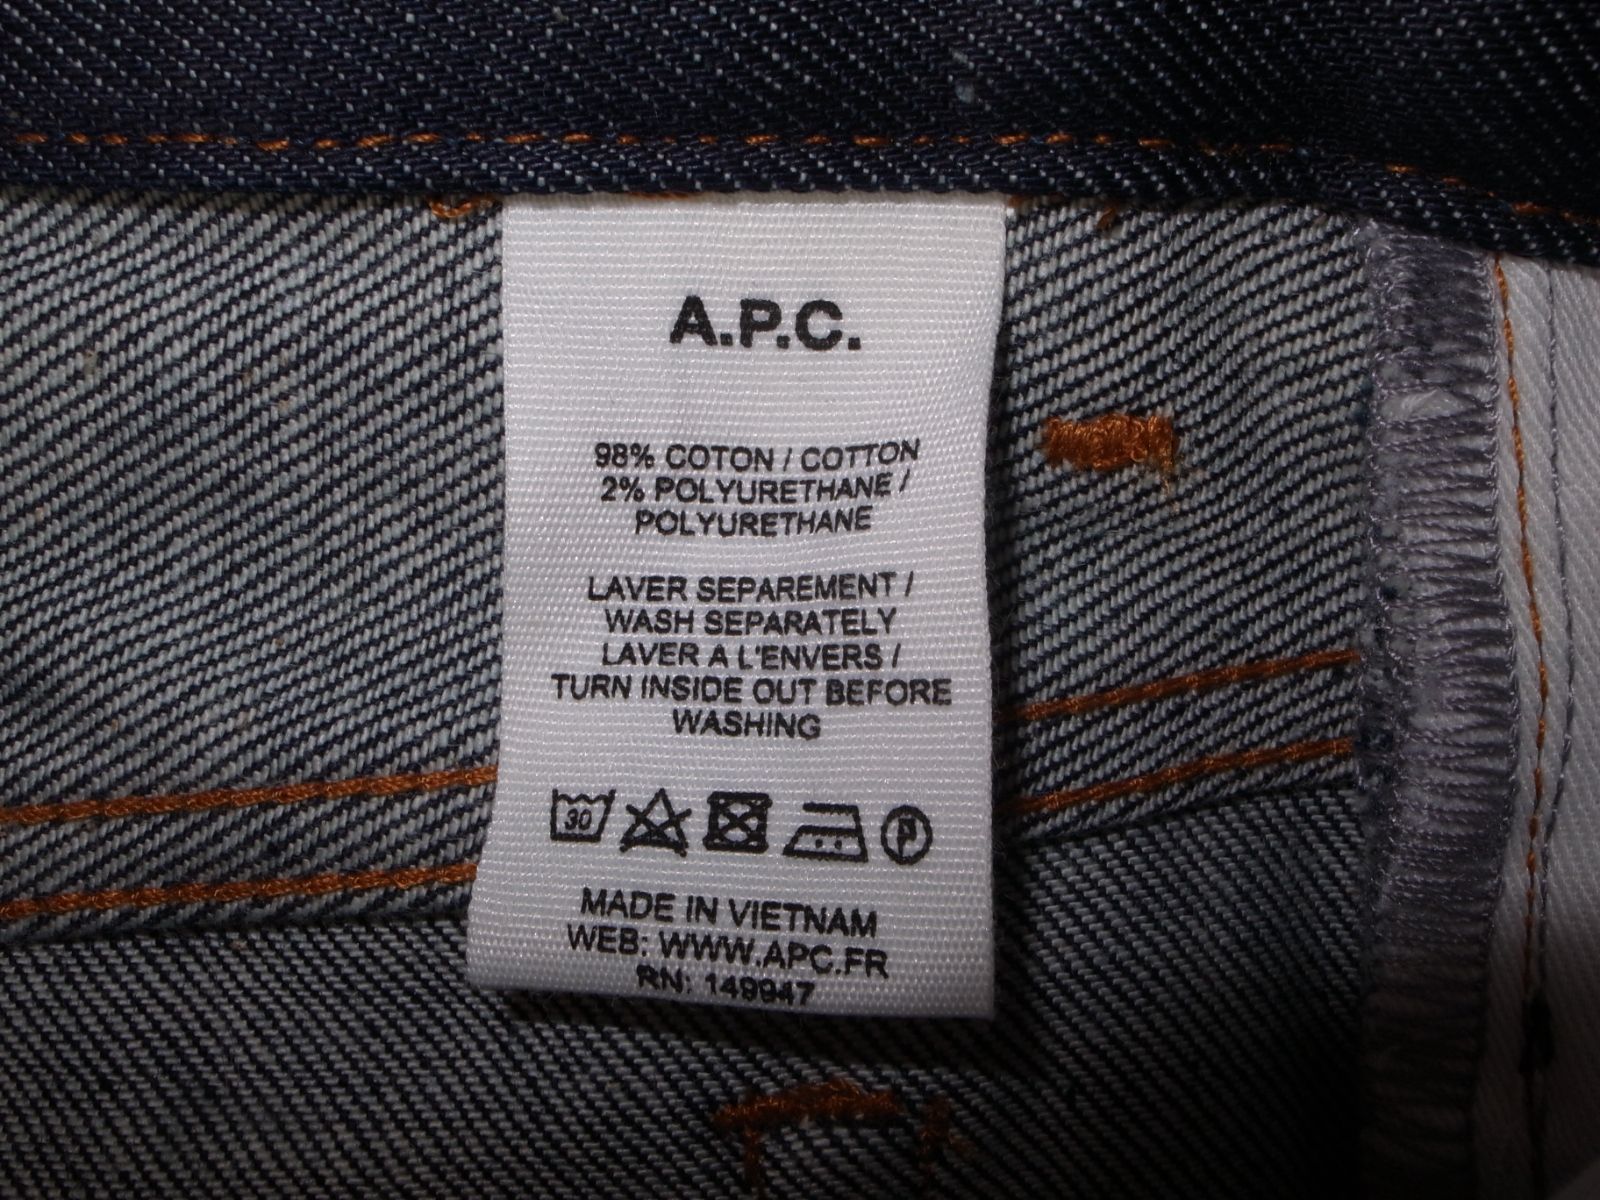 A.P.C.
98% COTON / COTTON
2% POLYURETHANE /
POLYURETHANE
LAVER SEPAREMENT /
WASH SEPARATELY
LAVER A L'ENVERS /
TURN INSIDE OUT BEFORE
WASHING
30 P
MADE IN VIETNAM
WEB: WWW.APC.FR
RN: 149947